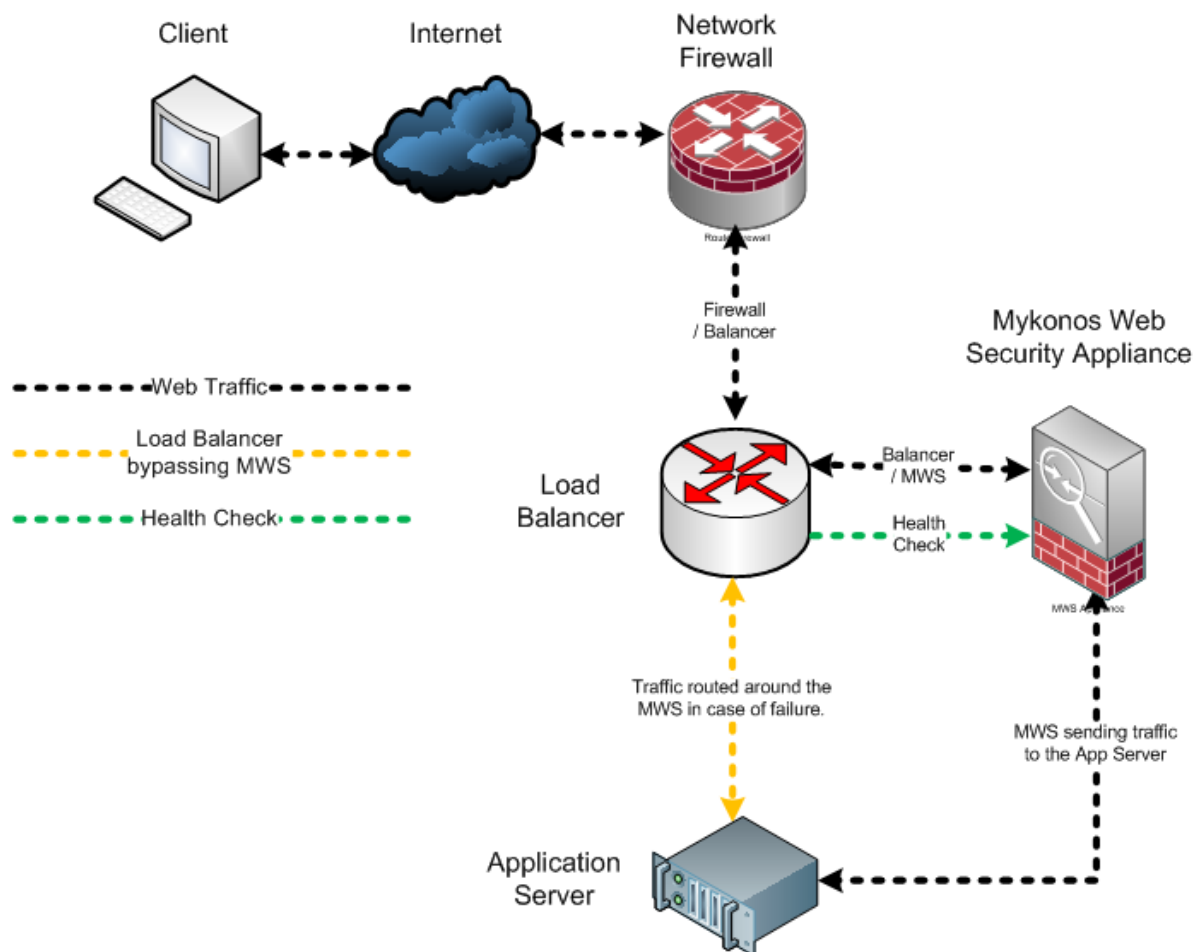 Client
Internet
Network
Firewall
Firewall
/ Balancer
Mykonos Web
Security Appliance
Web Traffic
Load Balancer
bypassing MWS
Health Check
Load
Balancer
Balancer
/ MWS
Health
Check
Traffic routed around the
MWS in case of failure.
MWS sending traffic
to the App Server
Application
Server